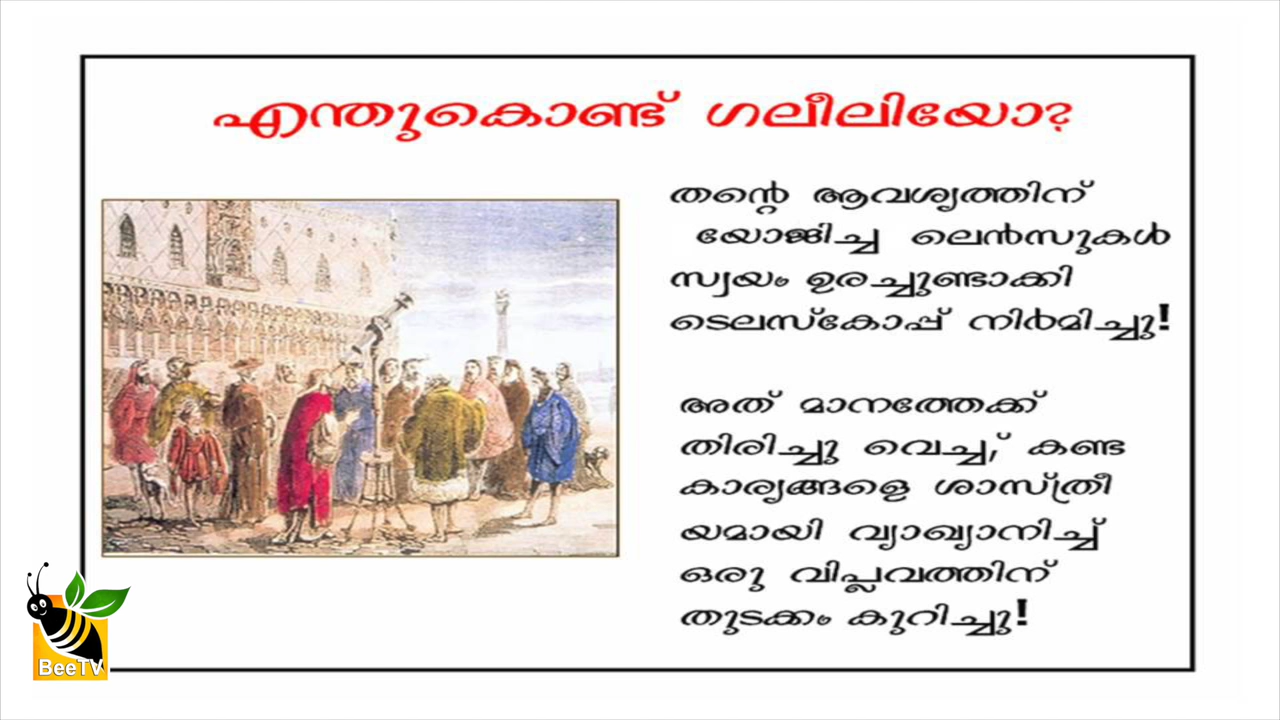 എന്തുകൊണ്ട് ഗലീലിയോ?
തന്റെ ആവശ്യത്തിന്
യോജിച്ച ലെൻസുകൾ
സ്വയം ഉരച്ചുണ്ടാക്കി
ടെലസ്കോപ്പ് നിർമിച്ചു!
അത് മാനത്തേക്ക്
തിരിച്ചു വെച്ച്, കണ്ട
കാര്യങ്ങളെ ശാസ്ത്രീ
യമായി വ്യാഖ്യാനിച്ച്
ഒരു വിപ്ലവത്തിന്
തുടക്കം കുറിച്ചു!
BeeTV